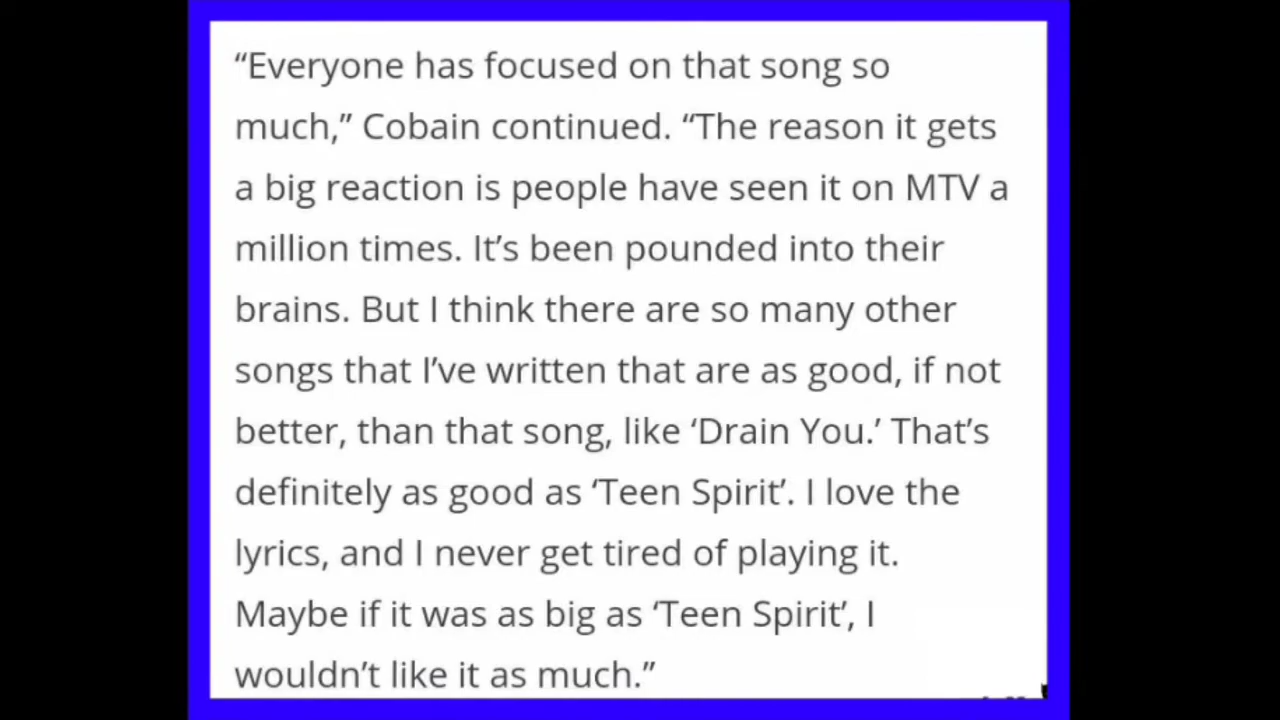 “Everyone has focused on that song so
much,” Cobain continued. “The reason it gets
a big reaction is people have seen it on MTV a
million times. It’s been pounded into their
brains. But I think there are so many other
songs that I’ve written that are as good, if not
better, than that song, like ‘Drain You.’ That’s
definitely as good as ‘Teen Spirit’. I love the
lyrics, and I never get tired of playing it.
Maybe if it was as big as ‘Teen Spirit’, I
wouldn’t like it as much.”